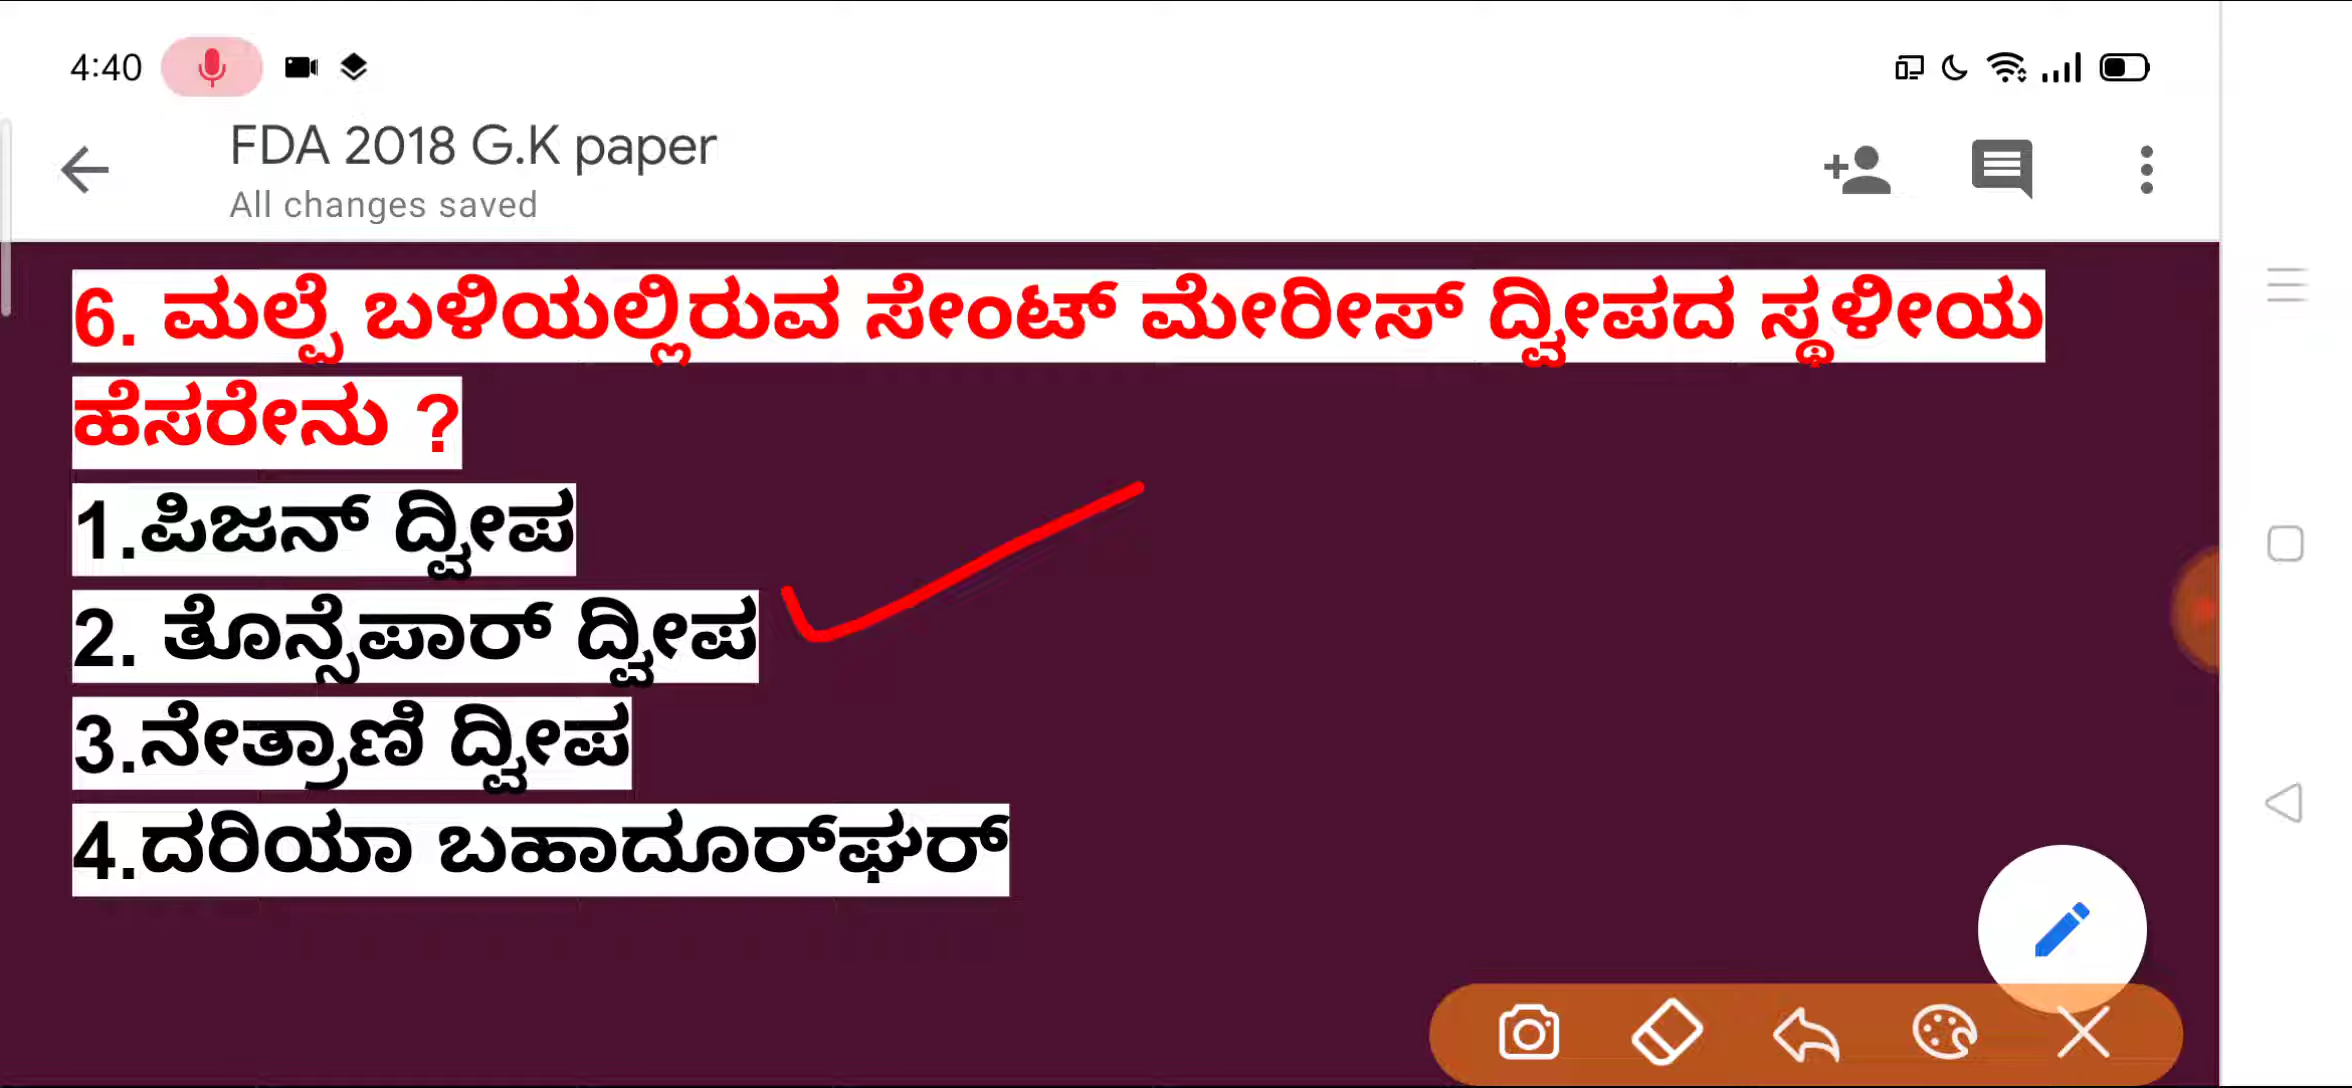 4:40
FDA 2018 G.K paper
All changes saved
6. ಮಲ್ಪೆ ಬಳಿಯಲ್ಲಿರುವ ಸೇಂಟ್ ಮೇರೀಸ್ ದ್ವೀಪದ ಸ್ಥಳೀಯ
ಹೆಸರೇನು ?
1.ಪಿಜನ್ ದ್ವೀಪ
2. ತೊನ್ಸೆಪಾರ್ ದ್ವೀಪ
3.ನೇತ್ರಾಣಿ ದ್ವೀಪ
4.ದರಿಯಾ ಬಹಾದೂರ್‌ಘರ್